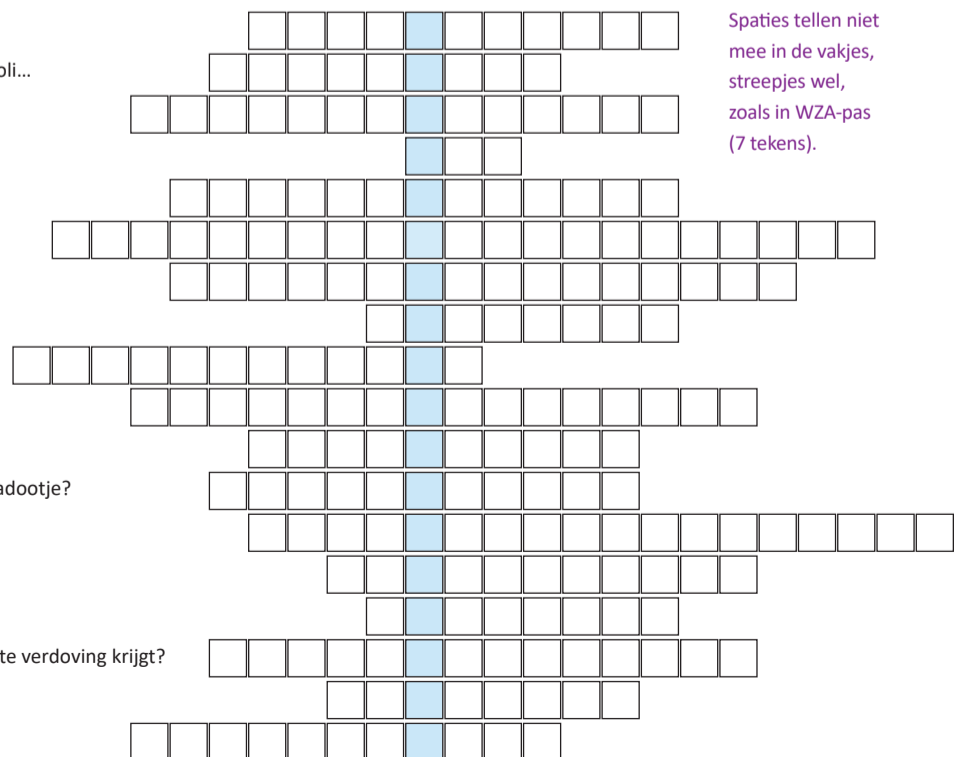 Spaties tellen niet
mee in de vakjes,
streepjes wel,
zoals in WZA-pas
(7 tekens).
oli...
adootje?
te verdoving krijgt?